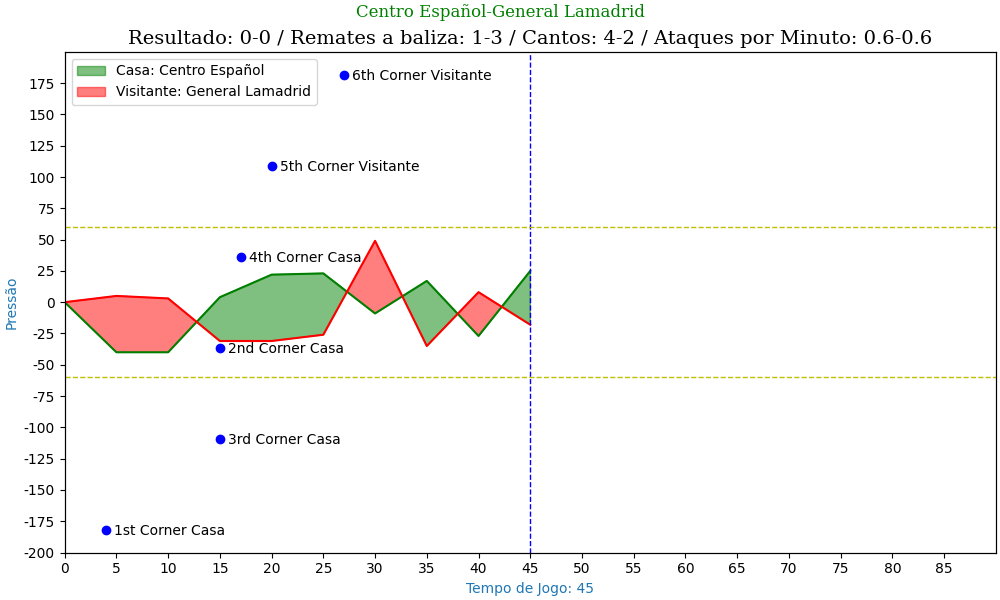 Centro Español-General Lamadrid
Resultado: 0-0 / Remates a baliza: 1-3 / Cantos: 4-2 / Ataques por Minuto: 0.6-0.6
Casa: Centro Español
Visitante: General Lamadrid
6th Corner Visitante
5th Corner Visitante
4th Corner Casa
2nd Corner Casa
3rd Corner Casa
1st Corner Casa
Pressão
175
150
125
100
75
50
25
0
-25
-50
-75
-100
-125
-150
-175
-200
0 5 10 15 20 25 30 35 40 45 50 55 60 65 70 75 80 85
Tempo de Jogo: 45